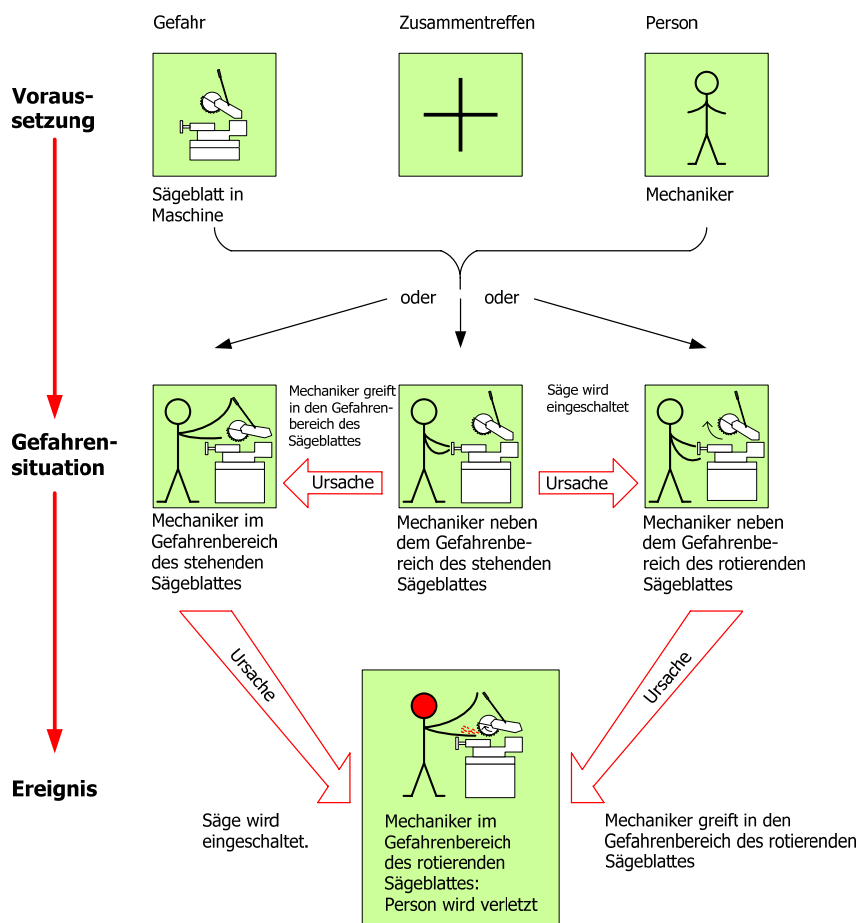 Gefahr
Zusammentreffen
Person
Voraus-
setzung
Sägeblatt in
Maschine
Mechaniker
oder
oder
Mechaniker greift
in den Gefahren-
bereich des
Sägeblattes
Säge wird
eingeschaltet
Gefahren-
situation
Ursache
Ursache
Mechaniker im
Gefahrenbereich
des stehenden
Sägeblattes
Mechaniker neben
dem Gefahrenbe-
reich des stehenden
Sägeblattes
Mechaniker neben
dem Gefahrenbe-
reich des rotierenden
Sägeblattes
Ursache
Ursache
Ereignis
Säge wird
eingeschaltet.
Mechaniker im
Gefahrenbereich
des rotierenden
Sägeblattes:
Person wird verletzt
Mechaniker greift in den
Gefahrenbereich des rotierenden
Sägeblattes